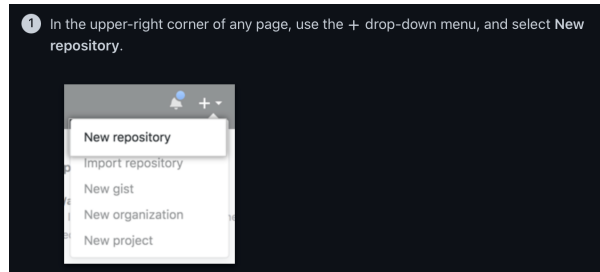 1 In the upper-right corner of any page, use the + drop-down menu, and select New
repository.
New repository
Import repository
New gist
New organization
New project